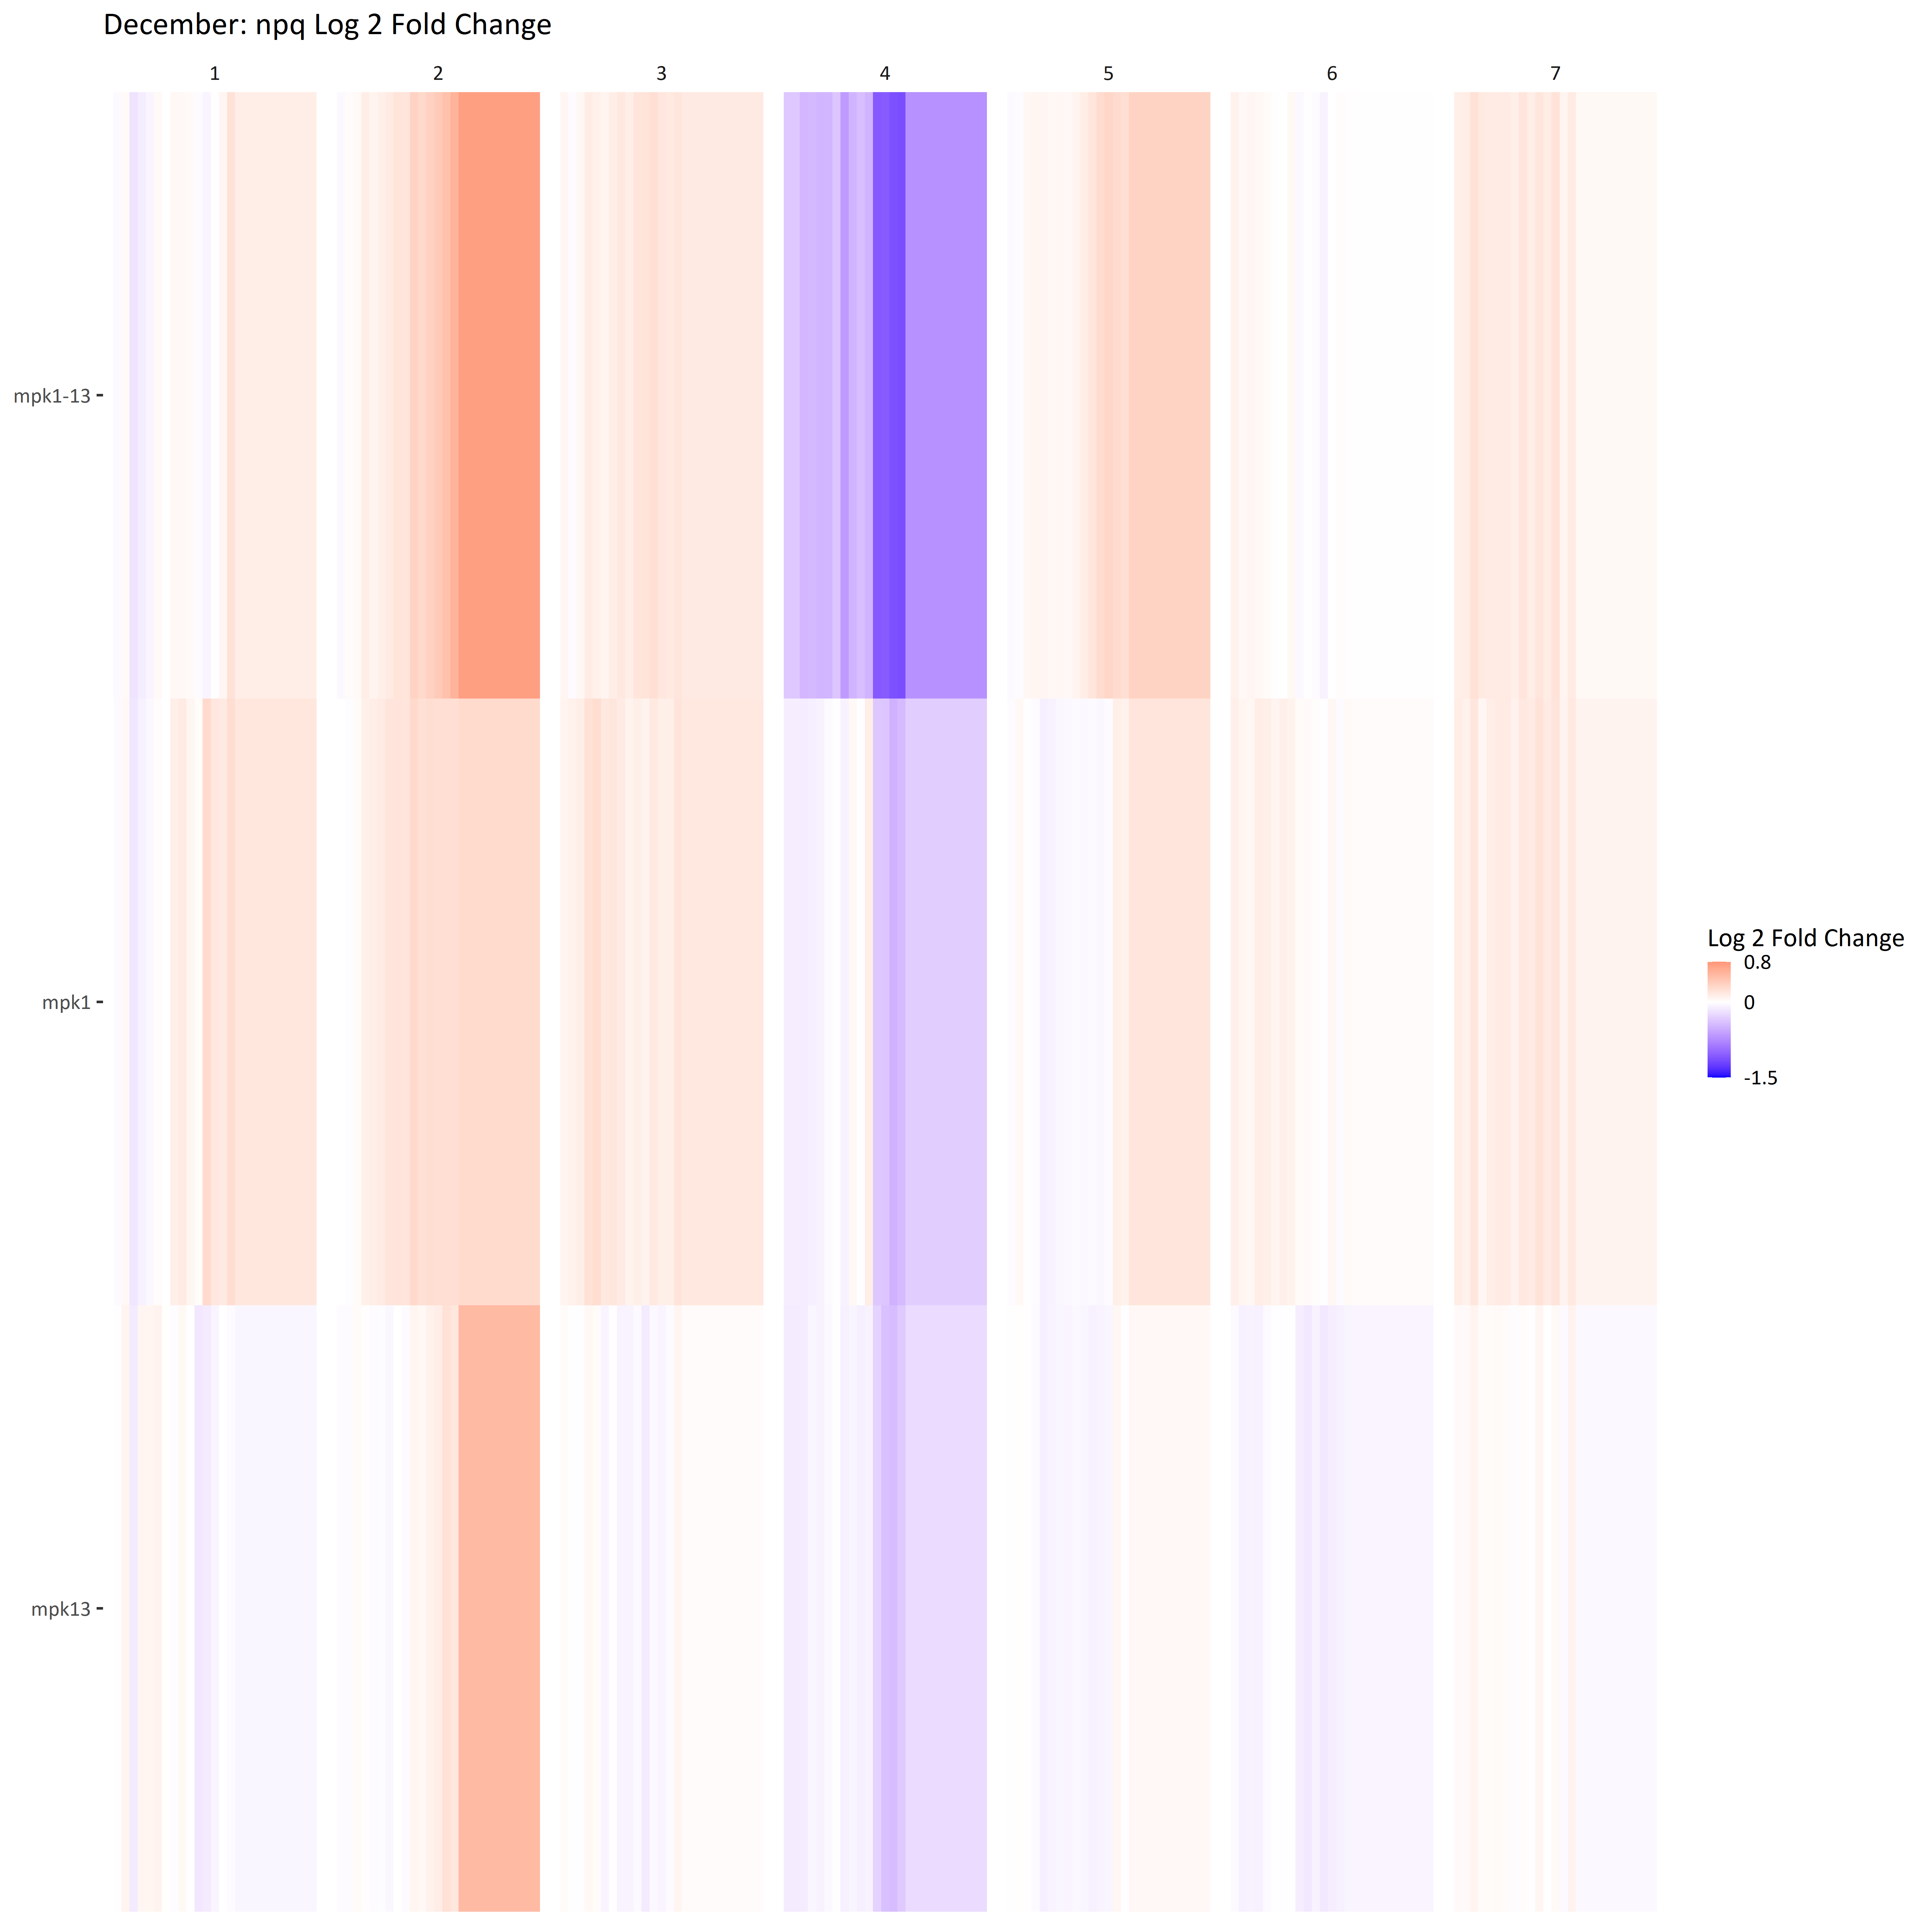 December: npq Log 2 Fold Change
1 2 3 4 5 6 7
mpk1-13
mpk1
mpk13
Log 2 Fold Change
0.8
0
-1.5